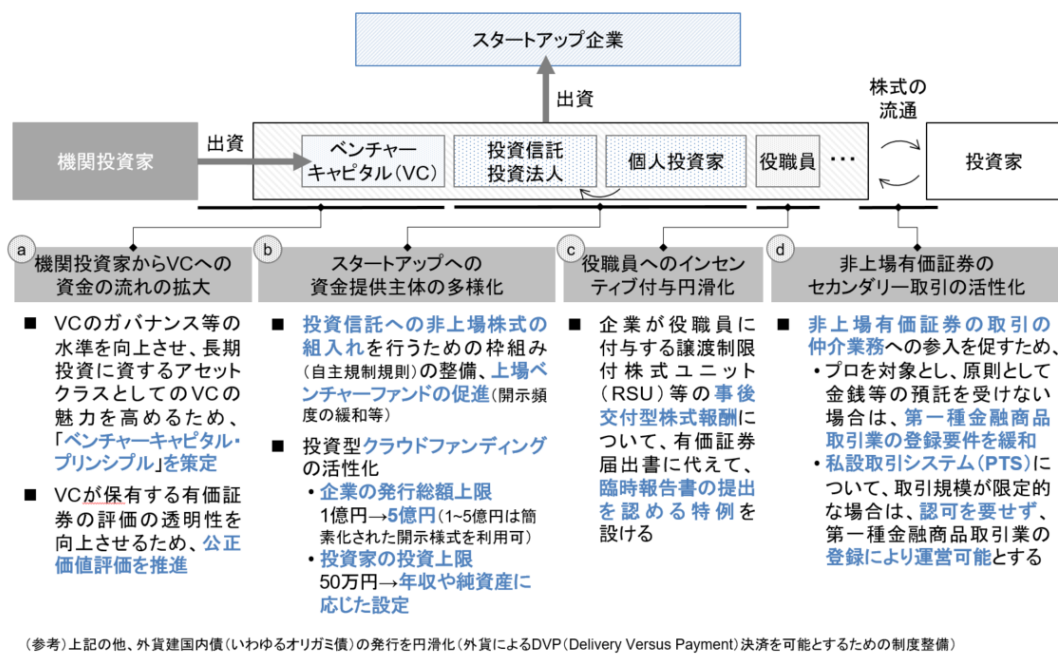 スタートアップ企業
出資
株式の
流通
機関投資家
出資
ベンチャー
キャピタル(VC)
投資信託
投資法人
個人投資家
役職員
…
投資家
a
機関投資家からVCへの
資金の流れの拡大
■ VCのガバナンス等の
水準を向上させ、長期
投資に資するアセット
クラスとしてのVCの
魅力を高めるため、
「ベンチャーキャピタル・
プリンシプル」を策定
■ VCが保有する有価証
券の評価の透明性を
向上させるため、公正
価値評価を推進
b
スタートアップへの
資金提供主体の多様化
■ 投資信託への非上場株式の
組入れを行うための枠組み
(自主規制規則)の整備、上場
ベンチャーファンドの促進(開示頻
度の緩和等)
■ 投資型クラウドファンディング
の活性化
・企業の発行総額上限
1億円→5億円(1~5億円は簡
素化された開示様式を利用可)
・投資家の投資上限
50万円→年収や純資産に
応じた設定
c
役職員へのインセン
ティブ付与円滑化
■ 企業が役職員に
付与する譲渡制限
付株式ユニット
(RSU)等の事後
交付型株式報酬に
ついて、有価証券
届出書に代えて、
臨時報告書の提出
を認める特例を
設ける
d
非上場有価証券の
セカンダリー取引の活性化
■ 非上場有価証券の取引の
仲介業務への参入を促すため、
・プロを対象とし、原則として
金銭等の預託を受けない
場合は、第一種金融商品
取引業の登録要件を緩和
・私設取引システム(PTS)に
ついて、取引規模が限定的
な場合は、認可を要せず、
第一種金融商品取引業の
登録により運営可能とする
(参考)上記の他、外貨建国内債(いわゆるオリガミ債)の発行を円滑化(外貨によるDVP(Delivery Versus Payment)決済を可能とするための制度整備)